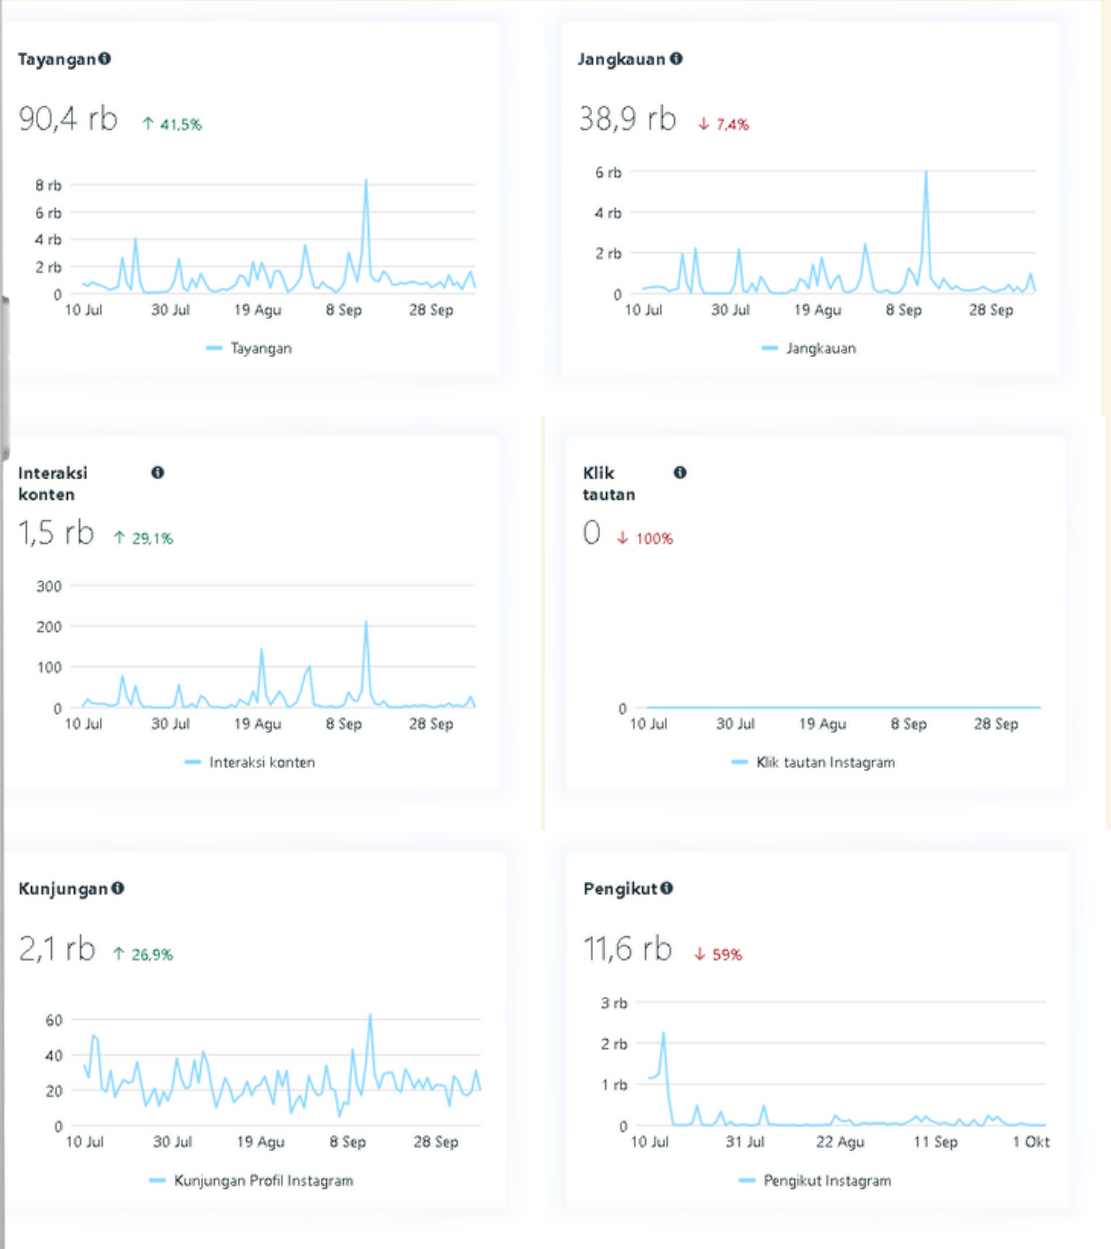 Tayangan
90,4 rb ↑ 41,5%
8 rb
6 rb
4 rb
2 rb
0
10 Jul 30 Jul 19 Agu 8 Sep 28 Sep
Tayangan
Jangkauan
38,9 rb ↓ 7,4%
6 rb
4 rb
2 rb
0
10 Jul 30 Jul 19 Agu 8 Sep 28 Sep
Jangkauan
Interaksi
konten
1,5 rb ↑ 29,1%
300
200
100
0
10 Jul 30 Jul 19 Agu 8 Sep 28 Sep
Interaksi konten
Klik
tautan
0 ↓ 100%
0
10 Jul 30 Jul 19 Agu 8 Sep 28 Sep
Klik tautan Instagram
Kunjungan
2,1 rb ↑ 26,9%
60
40
20
0
10 Jul 30 Jul 19 Agu 8 Sep 28 Sep
Kunjungan Profil Instagram
Pengikut
11,6 rb ↓ 59%
3 rb
2 rb
1 rb
0
10 Jul 31 Jul 22 Agu 11 Sep 1 Okt
Pengikut Instagram